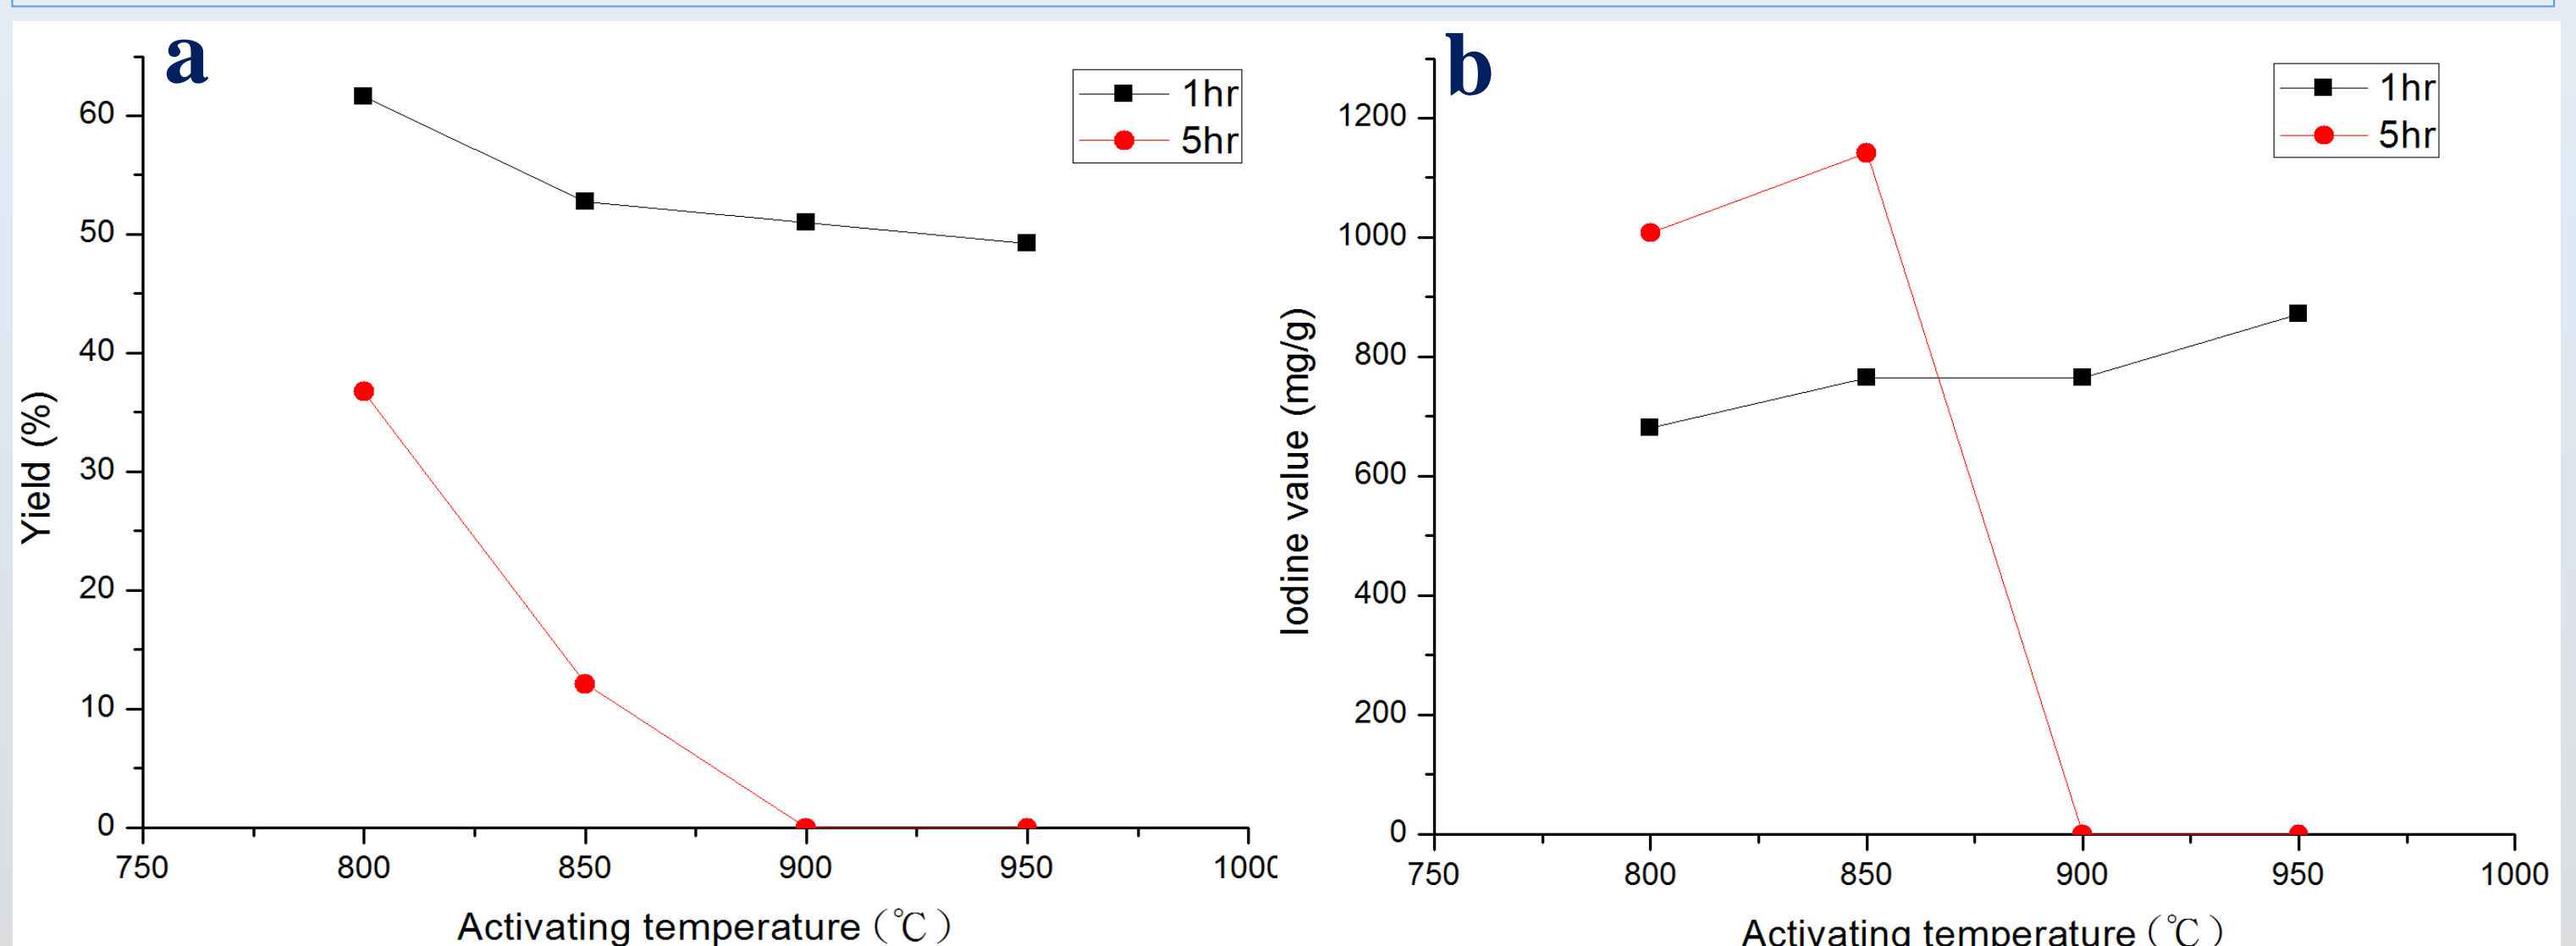 a
1hr
5hr
60
50
40
30
20
10
0
Yield (%)
750 800 850 900 950 1000
Activating temperature（℃）
b
1hr
5hr
1200
1000
800
600
400
200
0
Iodine value (mg/g)
750 800 850 900 950 1000
Activating temperature（℃）